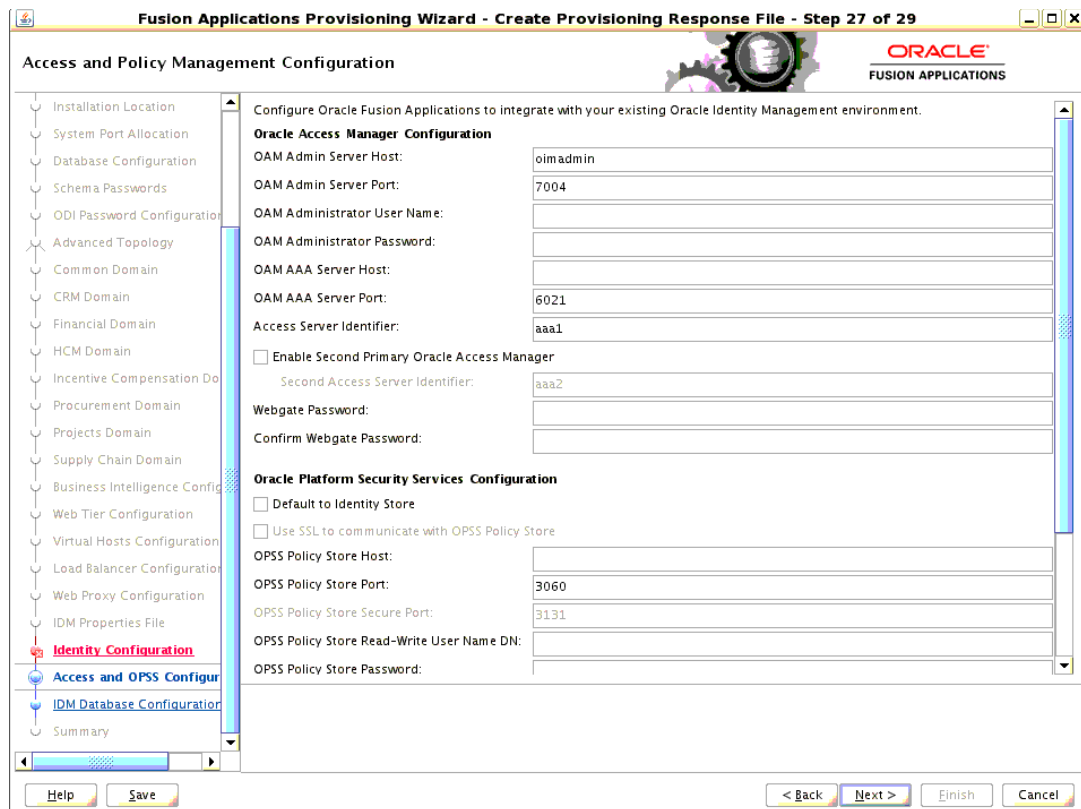 Fusion Applications Provisioning Wizard - Create Provisioning Response File - Step 27 of 29
Access and Policy Management Configuration
ORACLE
FUSION APPLICATIONS
Installation Location
System Port Allocation
Database Configuration
Schema Passwords
ODI Password Configuration
Advanced Topology
Common Domain
CRM Domain
Financial Domain
HCM Domain
Incentive Compensation Do
Procurement Domain
Projects Domain
Supply Chain Domain
Business Intelligence Config
Web Tier Configuration
Virtual Hosts Configuration
Load Balancer Configuration
Web Proxy Configuration
IDM Properties File
Identity Configuration
Access and OPSS Configur
IDM Database Configuration
Summary
Configure Oracle Fusion Applications to integrate with your existing Oracle Identity Management environment.
Oracle Access Manager Configuration
OAM Admin Server Host: oimadmin
OAM Admin Server Port: 7004
OAM Administrator User Name:
OAM Administrator Password:
OAM AAA Server Host:
OAM AAA Server Port: 6021
Access Server Identifier: aaa1
Enable Second Primary Oracle Access Manager
Second Access Server Identifier: aaa2
Webgate Password:
Confirm Webgate Password:
Oracle Platform Security Services Configuration
Default to Identity Store
Use SSL to communicate with OPSS Policy Store
OPSS Policy Store Host:
OPSS Policy Store Port: 3060
OPSS Policy Store Secure Port: 3131
OPSS Policy Store Read-Write User Name DN:
OPSS Policy Store Password:
Help Save < Back Next > Finish Cancel